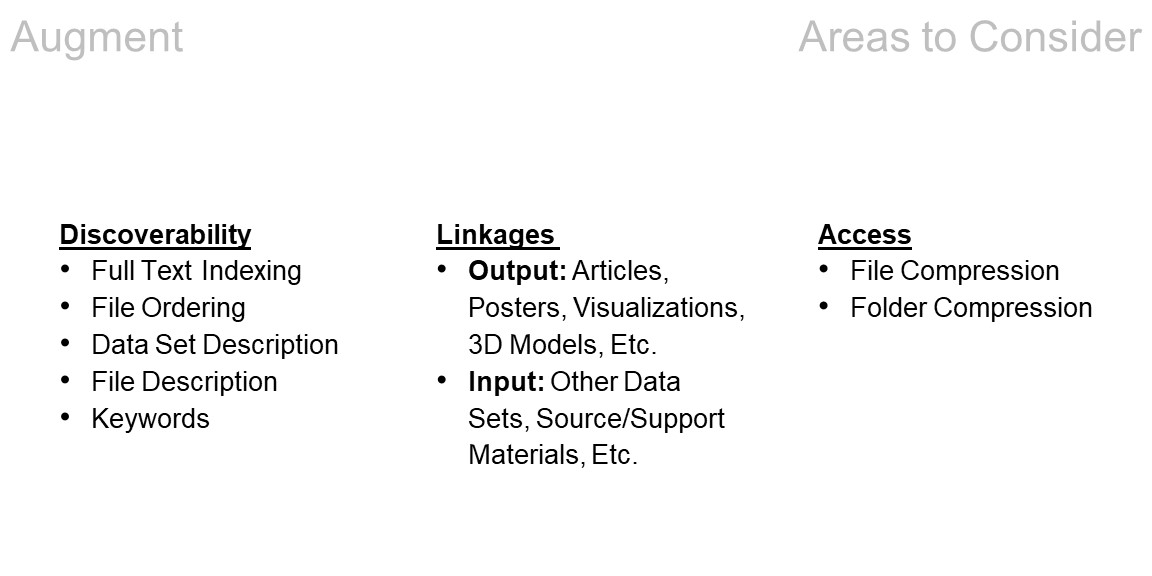 Augment
Areas to Consider
Discoverability
• Full Text Indexing
• File Ordering
• Data Set Description
• File Description
• Keywords
Linkages
• Output: Articles,
Posters, Visualizations,
3D Models, Etc.
• Input: Other Data
Sets, Source/Support
Materials, Etc.
Access
• File Compression
• Folder Compression